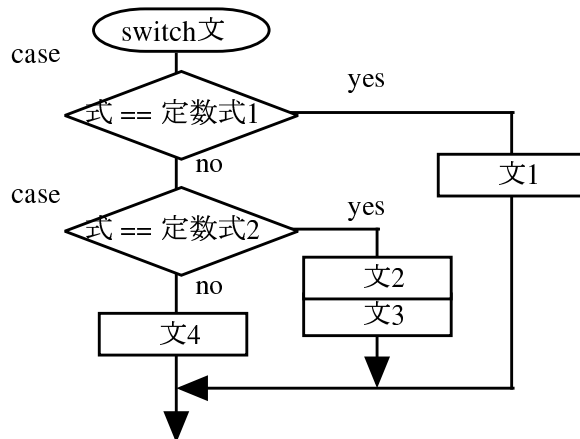 switch文
case
式 == 定数式1
yes
no
文1
case
式 == 定数式2
yes
no
文2
文3
文4